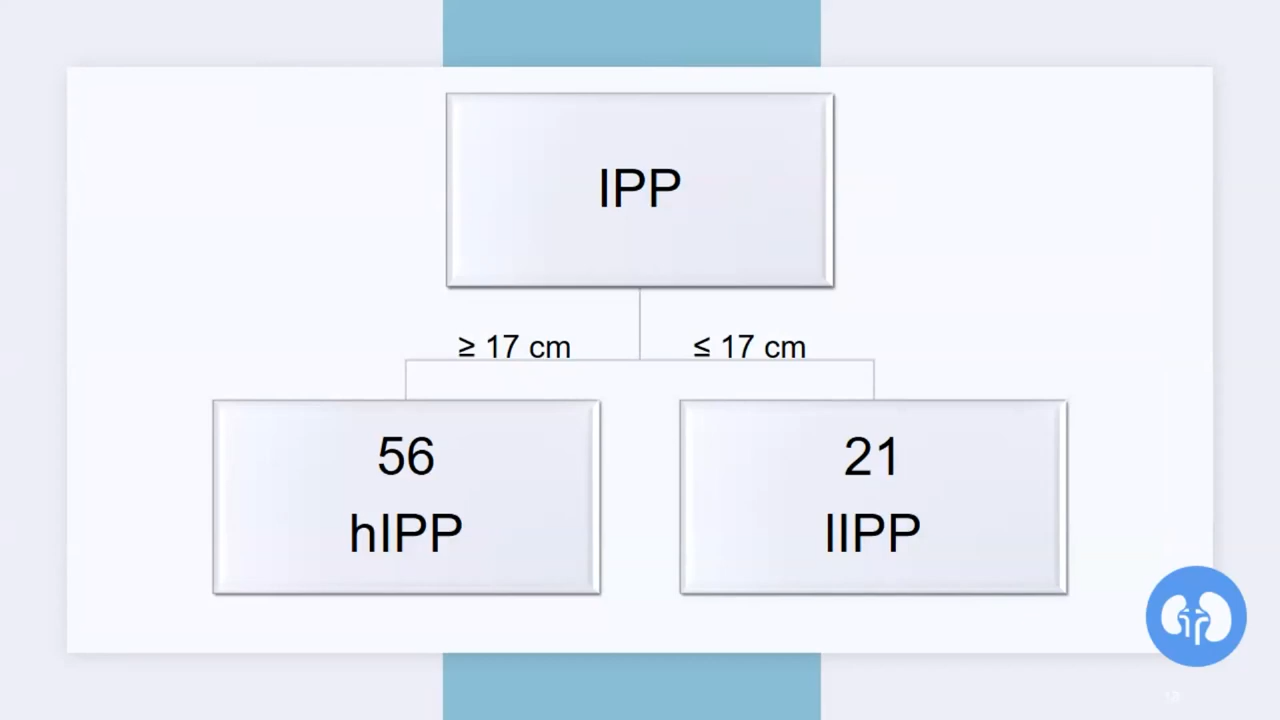 IPP
≥ 17 cm
≤ 17 cm
56
hIPP
21
lIPP